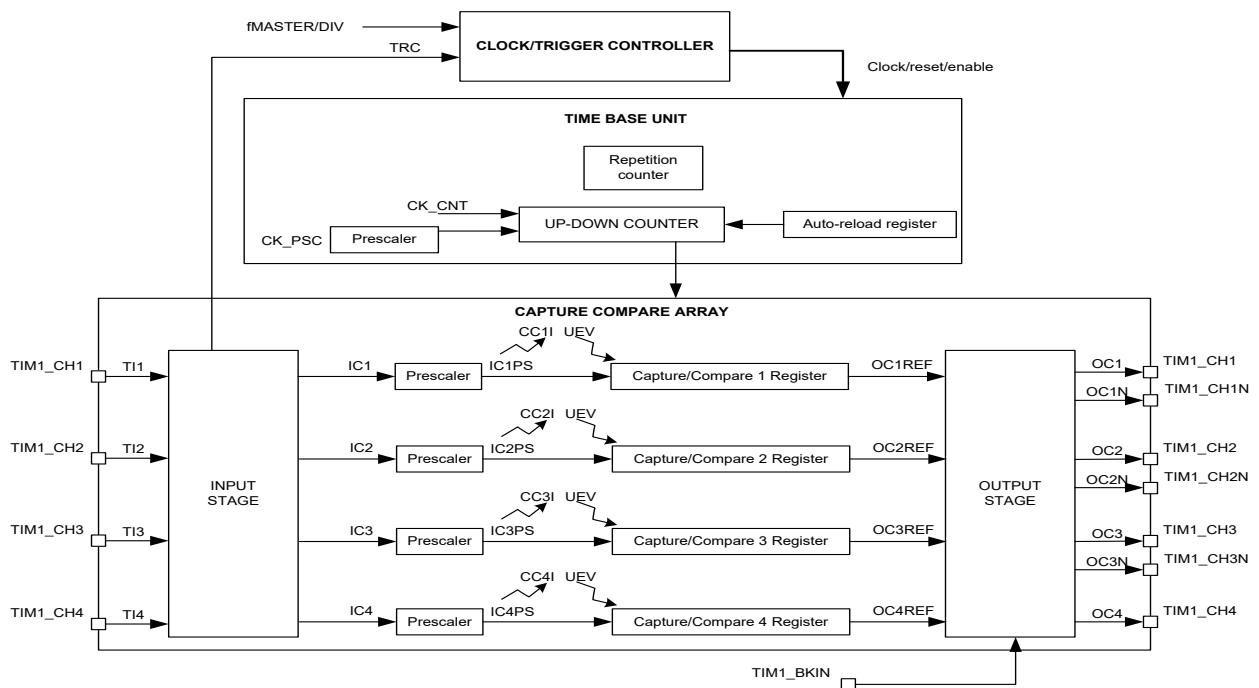 fMASTER/DIV
TRC
CLOCK/TRIGGER CONTROLLER
Clock/reset/enable
TIME BASE UNIT
Repetition
counter
CK_CNT
UP-DOWN COUNTER
Auto-reload register
CK_PSC
Prescaler
CAPTURE COMPARE ARRAY
TIM1_CH1
TI1
IC1
Prescaler
CC1I
UEV
IC1PS
Capture/Compare 1 Register
OC1REF
OC1
TIM1_CH1
OC1N
TIM1_CH1N
TIM1_CH2
TI2
IC2
Prescaler
CC2I
UEV
IC2PS
Capture/Compare 2 Register
OC2REF
OC2
TIM1_CH2
OC2N
TIM1_CH2N
INPUT
STAGE
OUTPUT
STAGE
TIM1_CH3
TI3
IC3
Prescaler
CC3I
UEV
IC3PS
Capture/Compare 3 Register
OC3REF
OC3
TIM1_CH3
OC3N
TIM1_CH3N
TIM1_CH4
TI4
IC4
Prescaler
CC4I
UEV
IC4PS
Capture/Compare 4 Register
OC4REF
OC4
TIM1_CH4
TIM1_BKIN